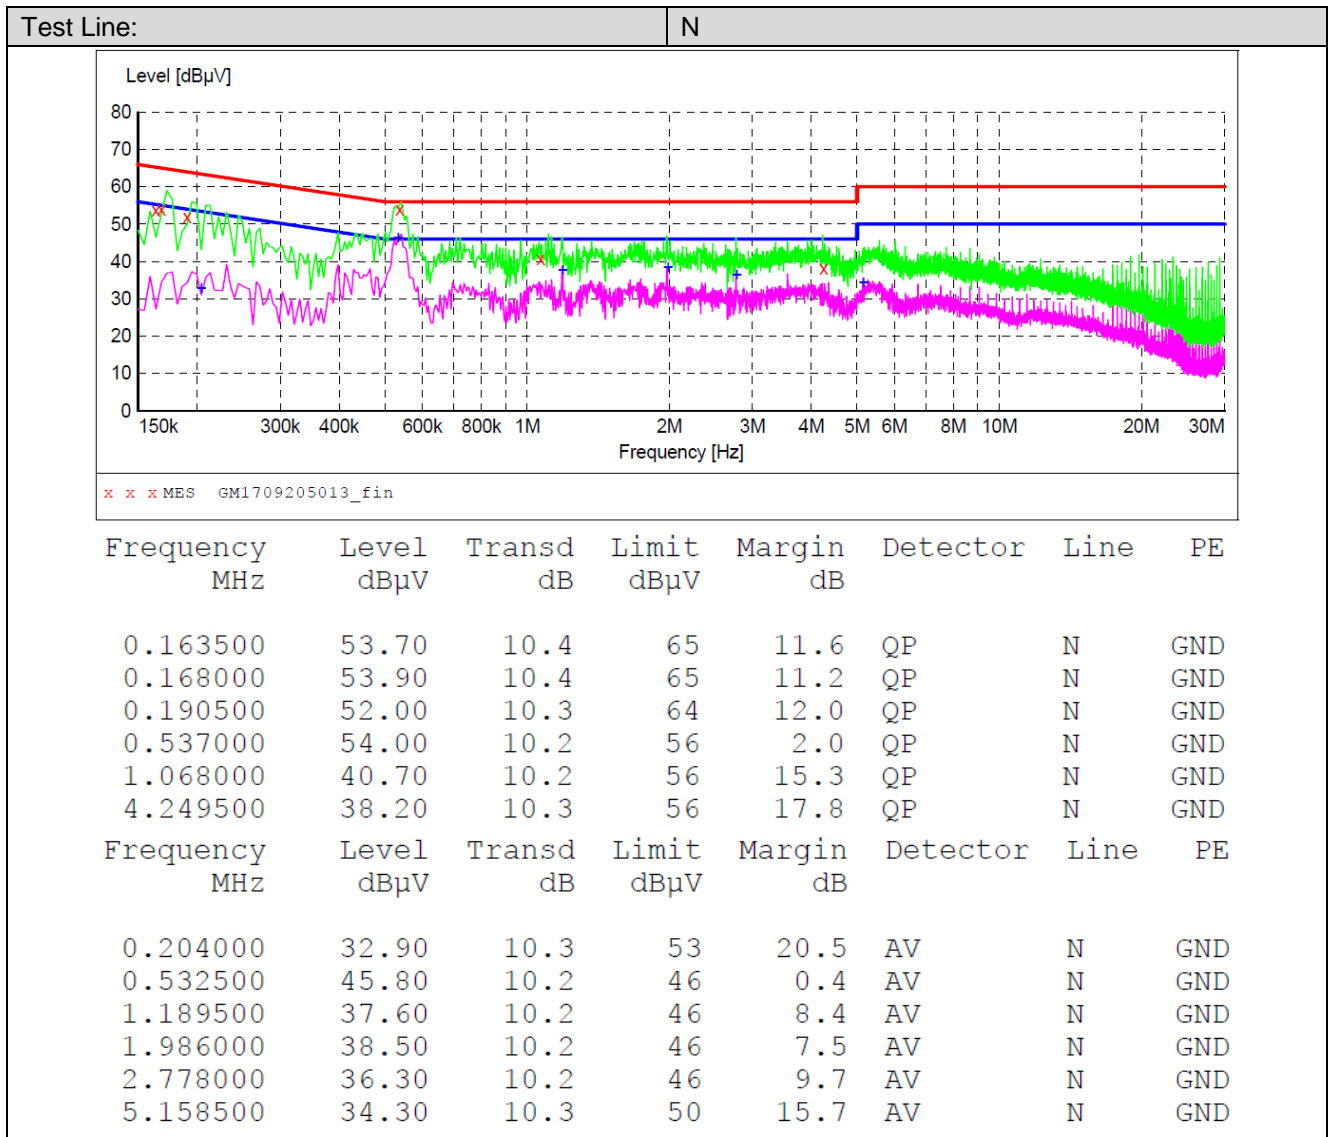 Test Line: N
Level [dBµV]
80
70
60
50
40
30
20
10
0
150k 300k 400k 600k 800k 1M 2M 3M 4M 5M 6M 8M 10M 20M 30M
Frequency [Hz]
x x x MES GM1709205013_fin
Frequency Level Transd Limit Margin Detector Line PE
MHz dBµV dB dBµV dB
0.163500 53.70 10.4 65 11.6 QP N GND
0.168000 53.90 10.4 65 11.2 QP N GND
0.190500 52.00 10.3 64 12.0 QP N GND
0.537000 54.00 10.2 56 2.0 QP N GND
1.068000 40.70 10.2 56 15.3 QP N GND
4.249500 38.20 10.3 56 17.8 QP N GND
Frequency Level Transd Limit Margin Detector Line PE
MHz dBµV dB dBµV dB
0.204000 32.90 10.3 53 20.5 AV N GND
0.532500 45.80 10.2 46 0.4 AV N GND
1.189500 37.60 10.2 46 8.4 AV N GND
1.986000 38.50 10.2 46 7.5 AV N GND
2.778000 36.30 10.2 46 9.7 AV N GND
5.158500 34.30 10.3 50 15.7 AV N GND